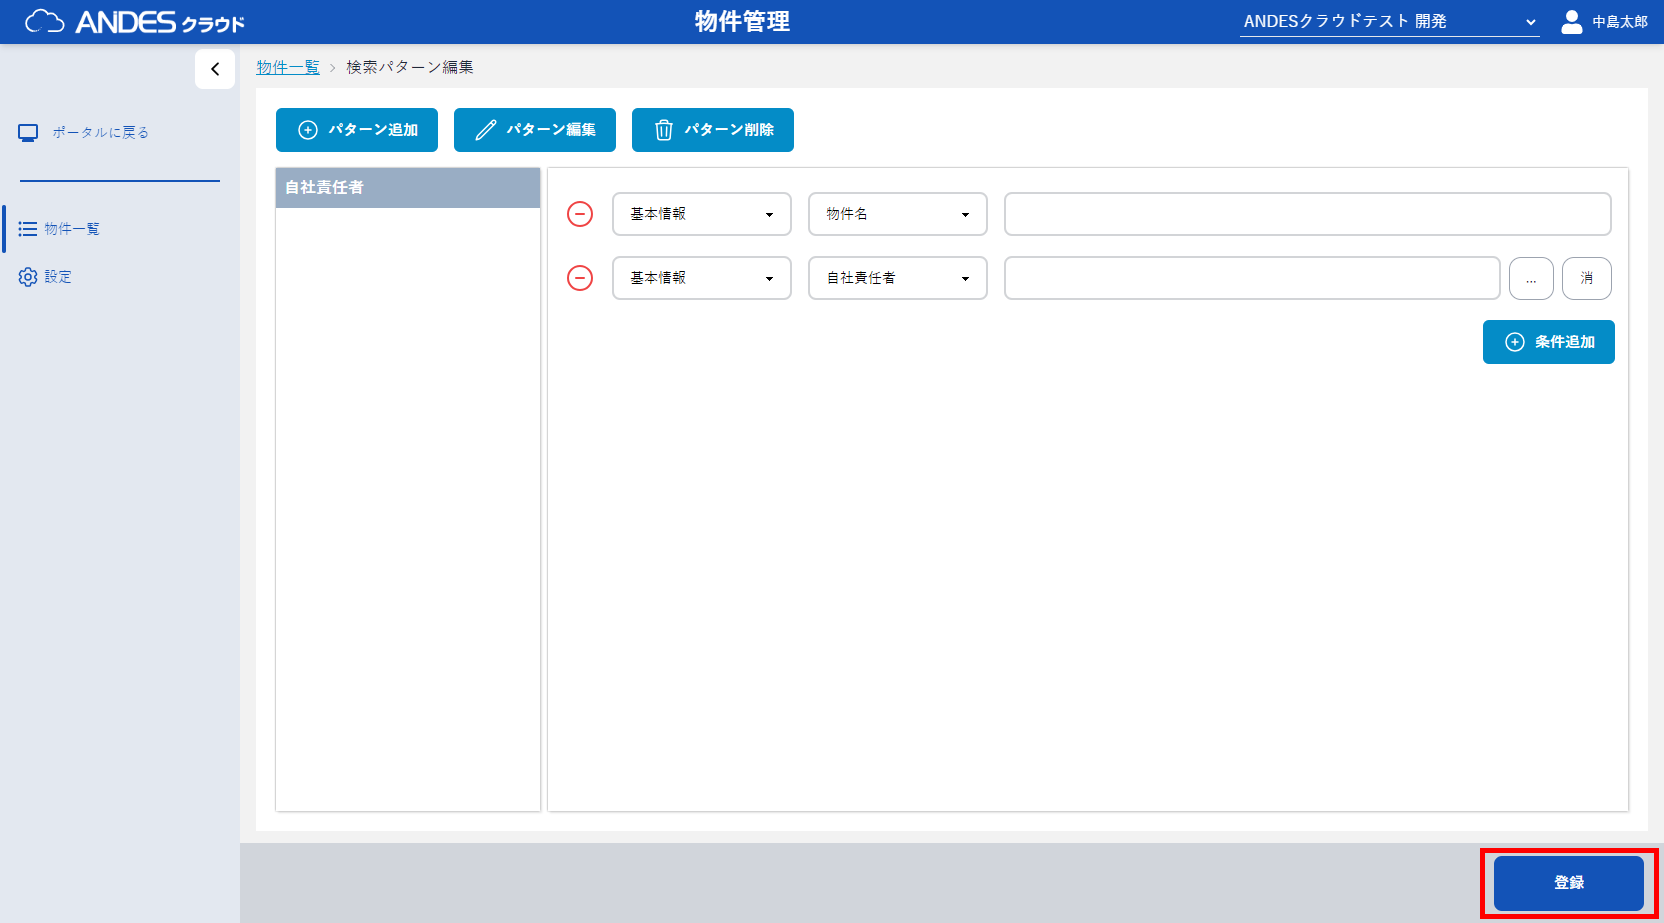 ANDES クラウド
物件管理
ANDESクラウドテスト 開発
中島太郎
物件一覧 > 検索パターン編集
ポータルに戻る
物件一覧
設定
パターン追加
パターン編集
パターン削除
自社責任者
基本情報
物件名
基本情報
自社責任者
...
消
条件追加
登録